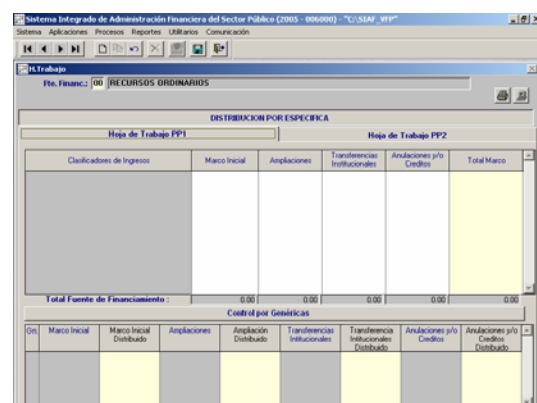 Sistema Integrado de Administración Financiera del Sector Público (2005 - 006000) - "C:\SIAF_VFP"
Sistema Aplicaciones Procesos Reportes Utilitarios Comunicación
H.Trabajo
Fte. Financ.: 00 RECURSOS ORDINARIOS
DISTRIBUCION POR ESPECIFICA
Hoja de Trabajo PP1 Hoja de Trabajo PP2
Clasificadores de Ingresos Marco Inicial Ampliaciones Transferencias Institucionales Anulaciones y/o Creditos Total Marco
Total Fuente de Financiamiento : 0.00 0.00 0.00 0.00 0.00
Control por Genéricas
Gn. Marco Inicial Marco Inicial Distribuido Ampliaciones Ampliación Distribuido Transferencias Intitucionales Transferencia Intitucionales Distribuido Anulaciones y/o Creditos Anulaciones y/o Creditos Distribuido